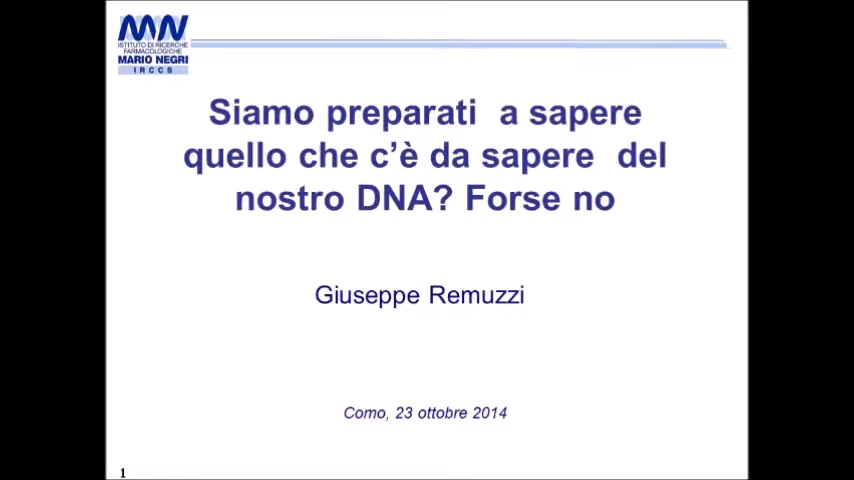 MN
ISTITUTO DI RICERCHE
FARMACOLOGICHE
MARIO NEGRI
IRCCS
Siamo preparati a sapere
quello che c'è da sapere del
nostro DNA? Forse no
Giuseppe Remuzzi
Como, 23 ottobre 2014
1